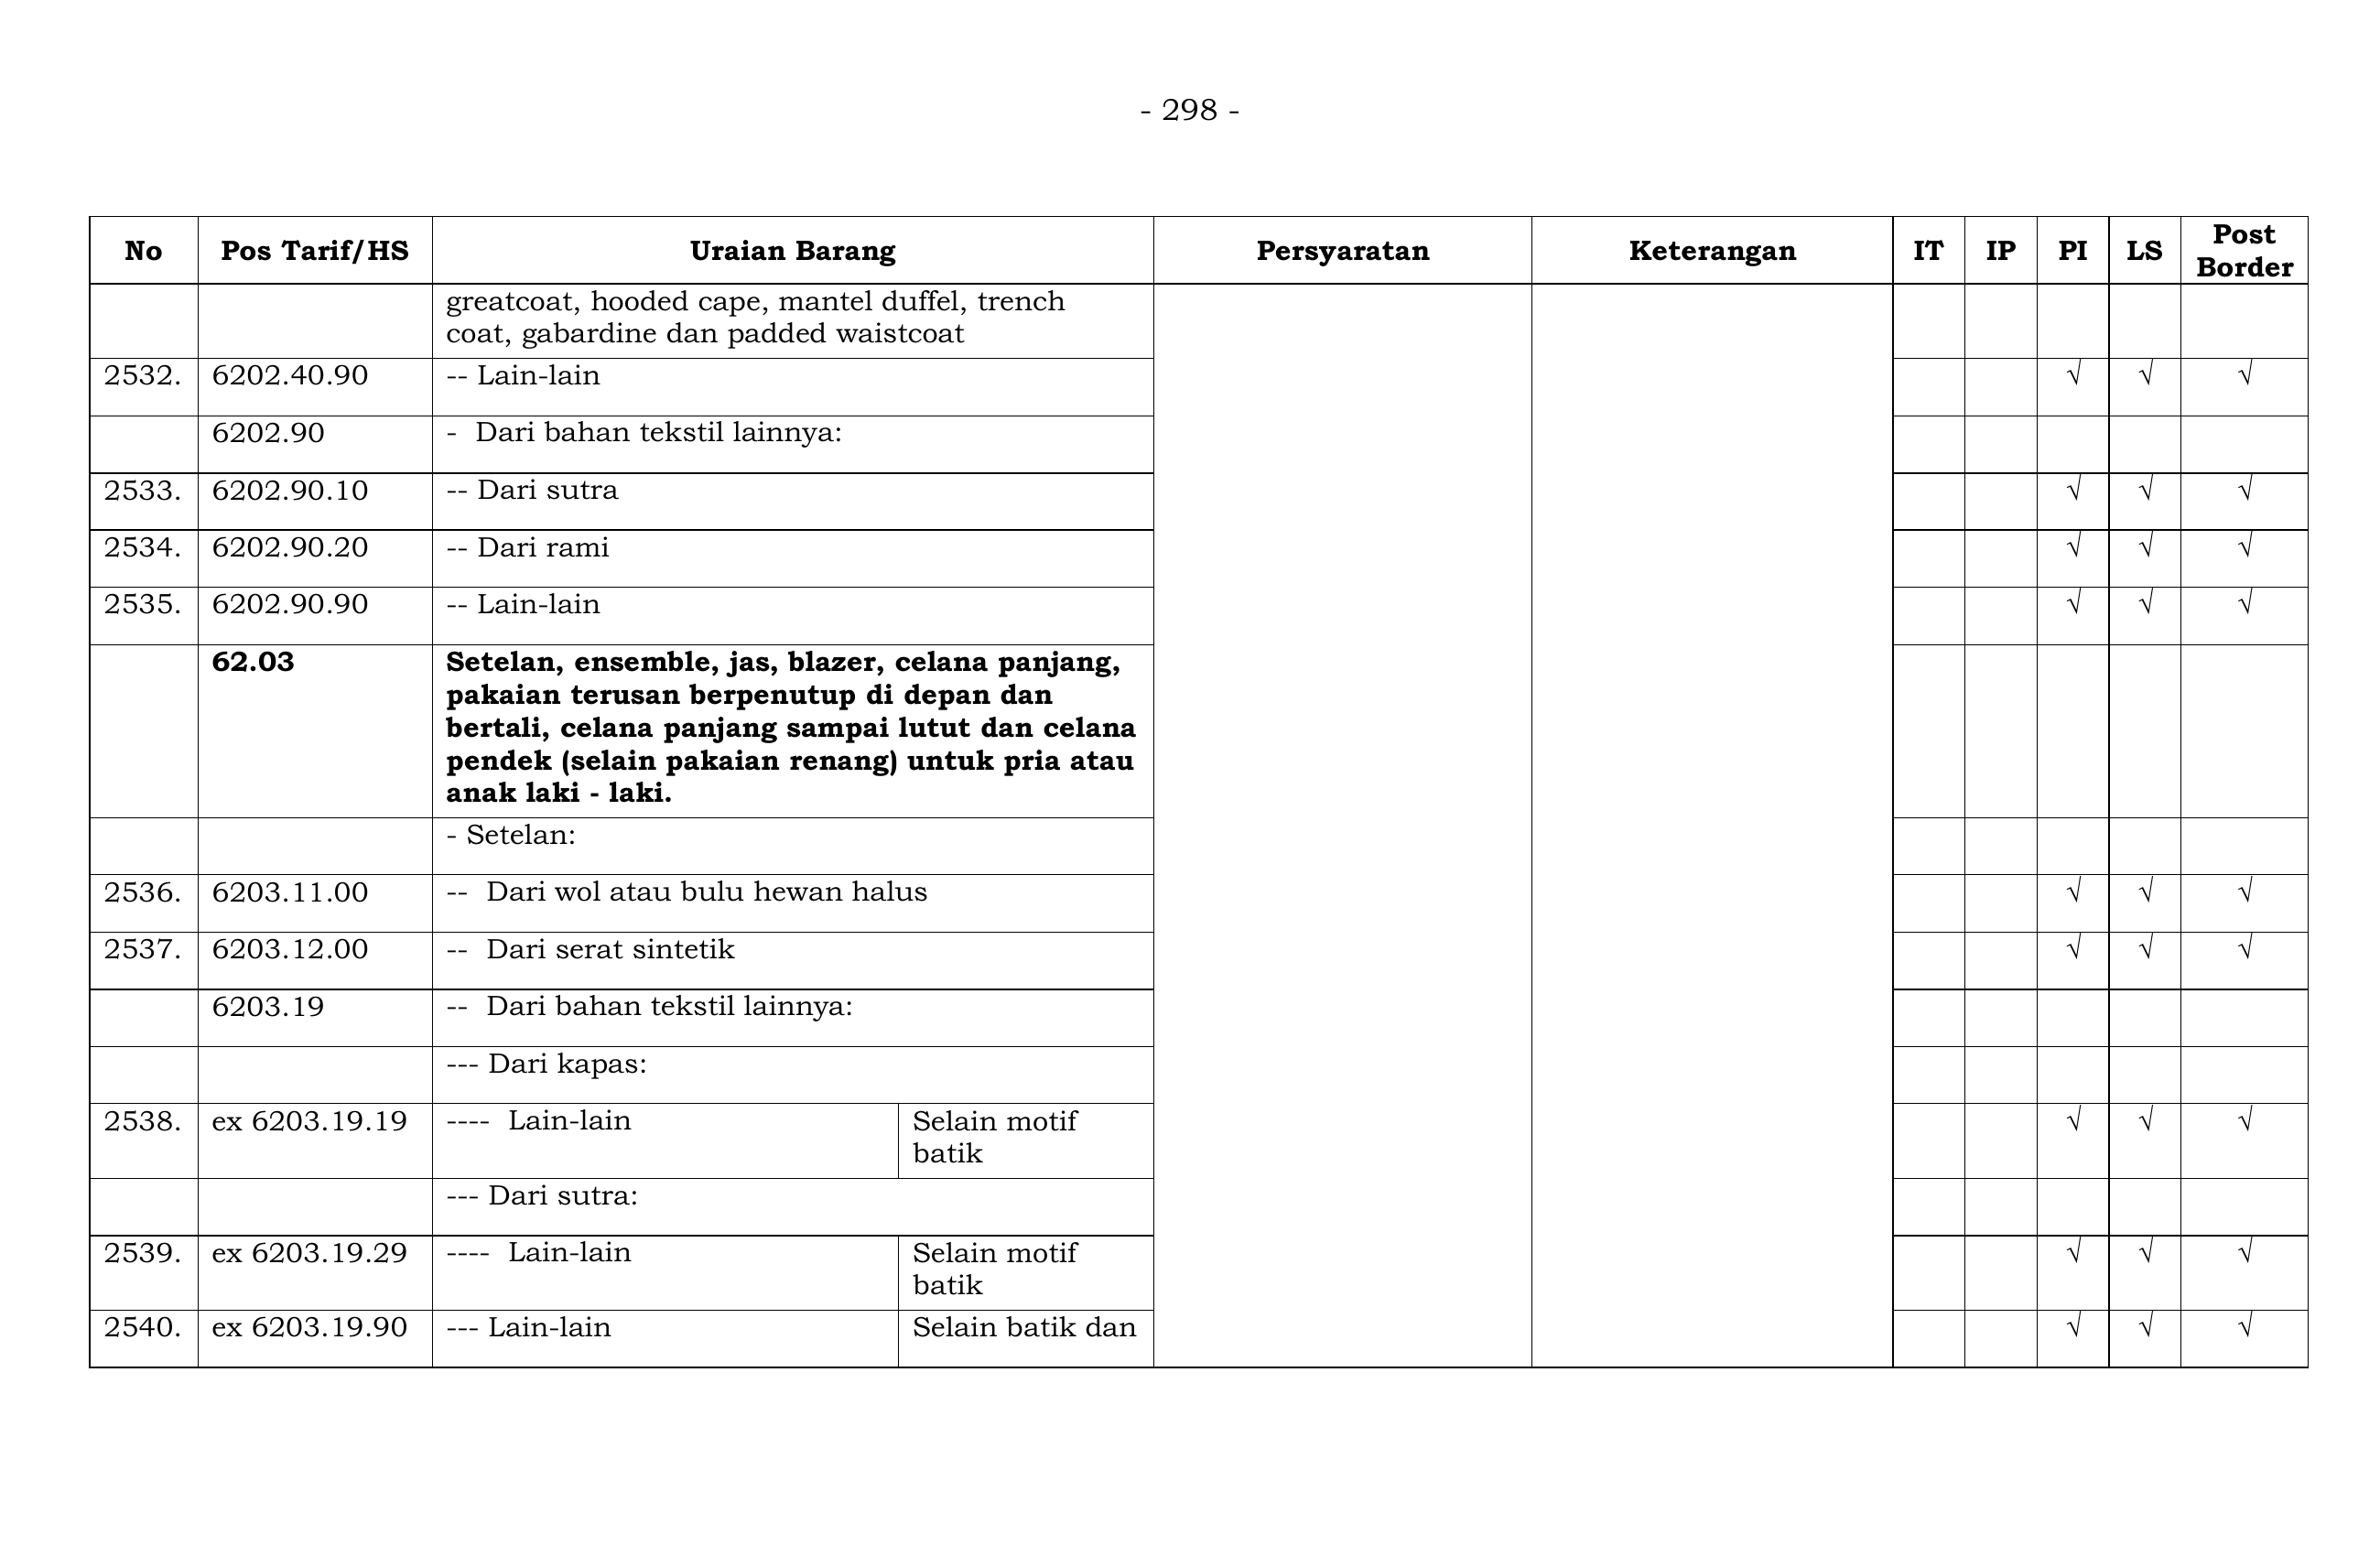 - 298 -
No Pos Tarif/HS Uraian Barang Persyaratan Keterangan IT IP PI LS Post Border
greatcoat, hooded cape, mantel duffel, trench
coat, gabardine dan padded waistcoat
2532. 6202.40.90 -- Lain-lain √ √ √
6202.90 - Dari bahan tekstil lainnya:
2533. 6202.90.10 -- Dari sutra √ √ √
2534. 6202.90.20 -- Dari rami √ √ √
2535. 6202.90.90 -- Lain-lain √ √ √
62.03 Setelan, ensemble, jas, blazer, celana panjang,
pakaian terusan berpenutup di depan dan
bertali, celana panjang sampai lutut dan celana
pendek (selain pakaian renang) untuk pria atau
anak laki - laki.
- Setelan:
2536. 6203.11.00 -- Dari wol atau bulu hewan halus √ √ √
2537. 6203.12.00 -- Dari serat sintetik √ √ √
6203.19 -- Dari bahan tekstil lainnya:
--- Dari kapas:
2538. ex 6203.19.19 ---- Lain-lain Selain motif √ √ √
batik
--- Dari sutra:
2539. ex 6203.19.29 ---- Lain-lain Selain motif √ √ √
batik
2540. ex 6203.19.90 --- Lain-lain Selain batik dan √ √ √